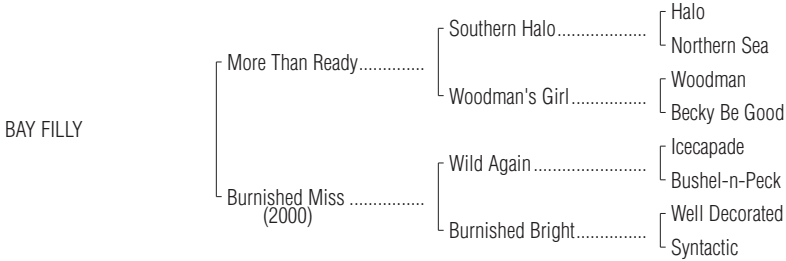 Halo
Southern Halo...................
Northern Sea
More Than Ready..............
Woodman
Woodman's Girl................
Becky Be Good
BAY FILLY
Icecapade
Wild Again........................
Bushel-n-Peck
Burnished Miss ................
(2000)
Well Decorated
Burnished Bright...............
Syntactic